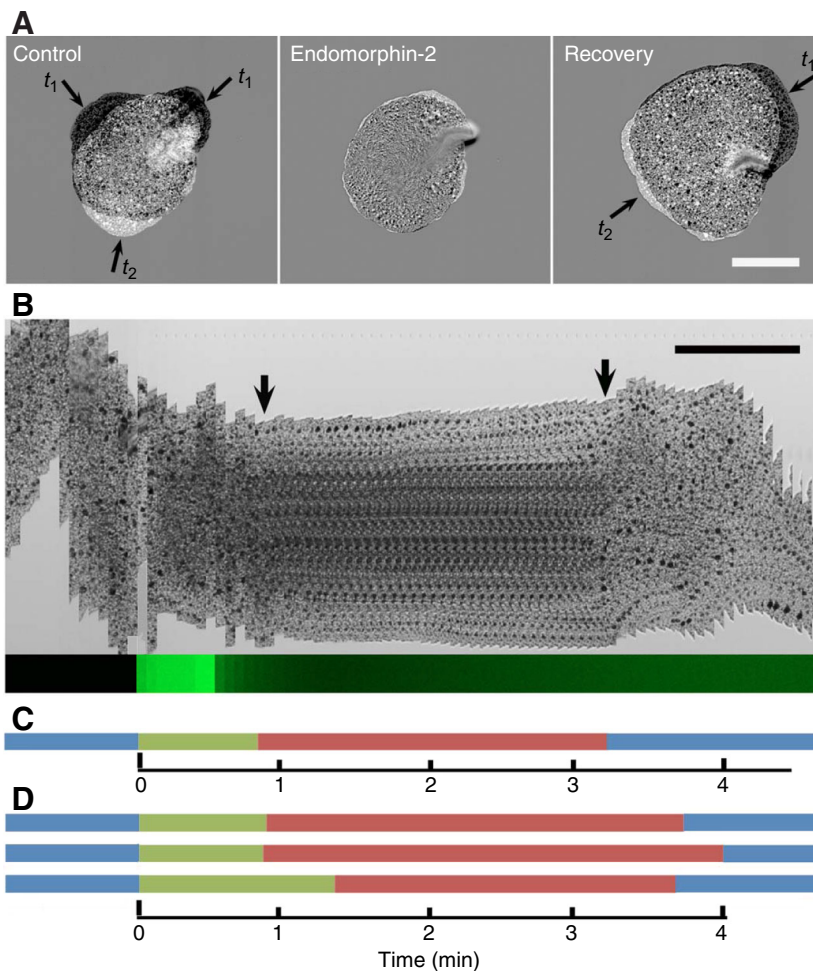 A
Control
Endomorphin-2
Recovery
t1
t1
t1
t2
t2
B
C
0 1 2 3 4
D
0 1 2 3 4
Time (min)